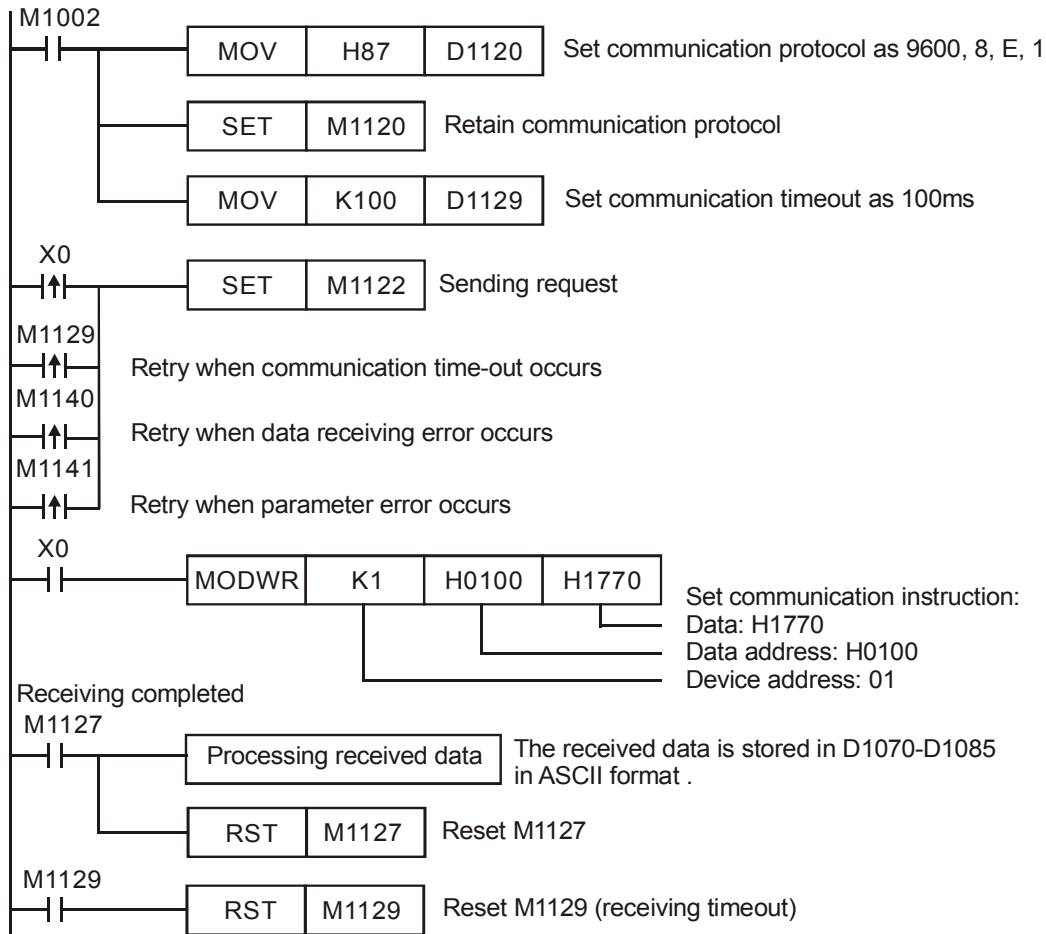 M1002
MOV H87 D1120 Set communication protocol as 9600, 8, E, 1
SET M1120 Retain communication protocol
MOV K100 D1129 Set communication timeout as 100ms
X0
SET M1122 Sending request
M1129
Retry when communication time-out occurs
M1140
Retry when data receiving error occurs
M1141
Retry when parameter error occurs
X0
MODWR K1 H0100 H1770
Set communication instruction:
Data: H1770
Data address: H0100
Device address: 01
Receiving completed
M1127
Processing received data
The received data is stored in D1070-D1085
in ASCII format .
RST M1127 Reset M1127
M1129
RST M1129 Reset M1129 (receiving timeout)